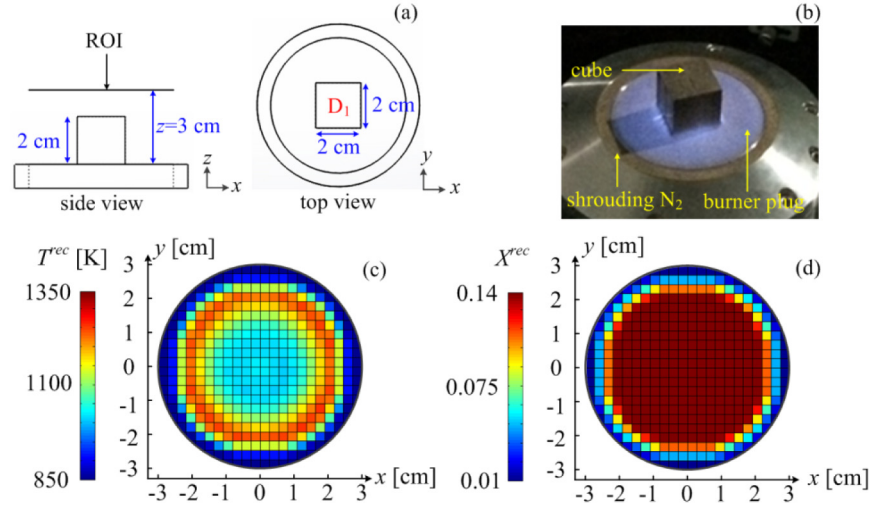 (a)
ROI
2 cm
z=3 cm
z
x
side view
D₁
2 cm
2 cm
y
x
top view
(b)
cube
shrouding N₂
burner plug
T^rec [K]
1350
1100
850
y [cm]
(c)
3
2
1
0
-1
-2
-3
-3 -2 -1 0 1 2 3
x [cm]
X^rec
0.14
0.075
0.01
y [cm]
(d)
3
2
1
0
-1
-2
-3
-3 -2 -1 0 1 2 3
x [cm]